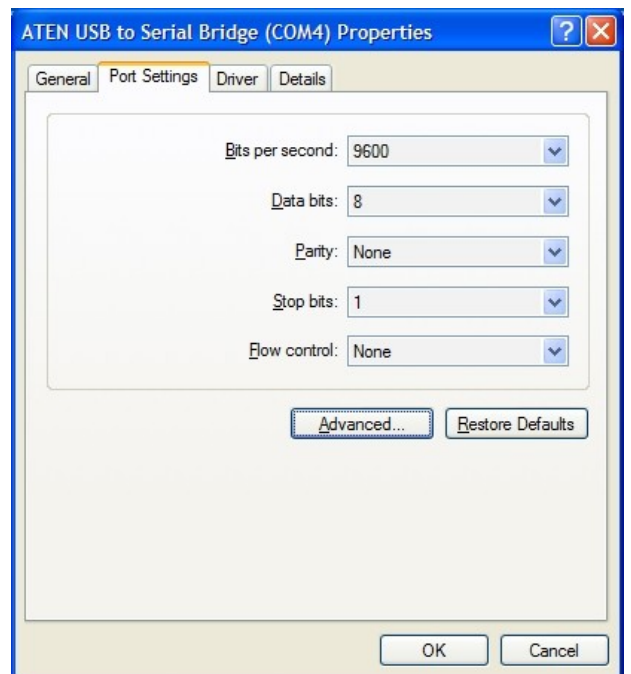 ATEN USB to Serial Bridge (COM4) Properties
General Port Settings Driver Details
Bits per second: 9600
Data bits: 8
Parity: None
Stop bits: 1
Flow control: None
Advanced... Restore Defaults
OK Cancel